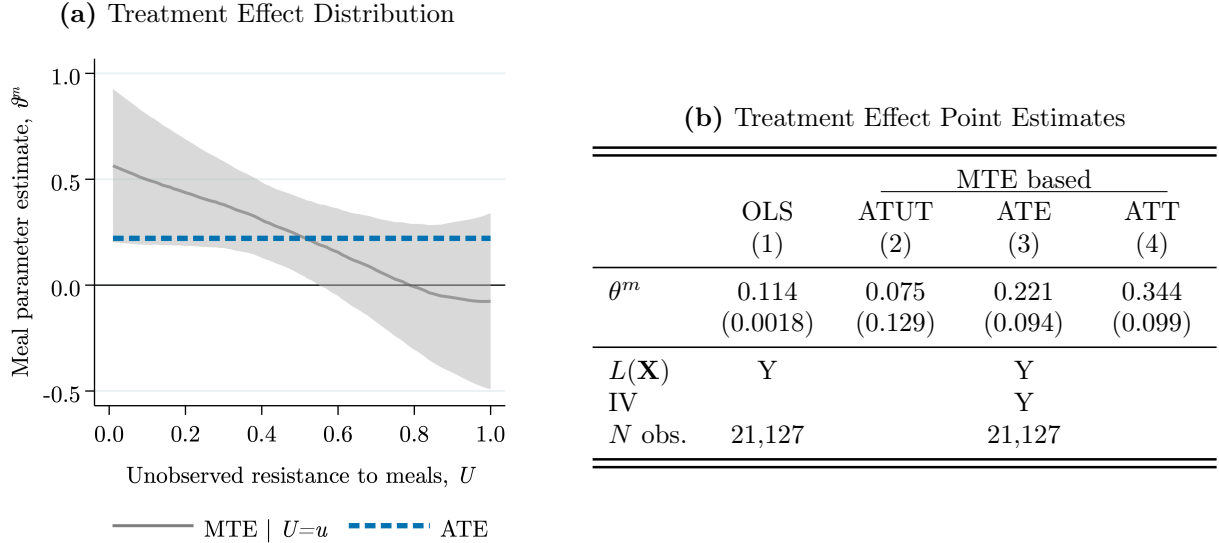 (a) Treatment Effect Distribution
Meal parameter estimate, ϑᵐ
1.0
0.5
0.0
-0.5
0.0 0.2 0.4 0.6 0.8 1.0
Unobserved resistance to meals, U
MTE | U=u ATE
(b) Treatment Effect Point Estimates
MTE based
OLS ATUT ATE ATT
(1) (2) (3) (4)
θᵐ 0.114 0.075 0.221 0.344
(0.0018) (0.129) (0.094) (0.099)
L(X) Y Y
IV Y
N obs. 21,127 21,127